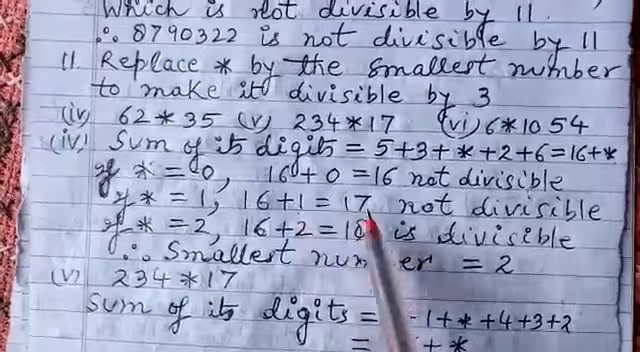 Which is not divisible by 11.
∴ 8790322 is not divisible by 11
11. Replace * by the smallest number
to make it divisible by 3
(iv) 62*35 (v) 234*17 (vi) 6*1054
(iv) Sum of its digits = 5+3+*+2+6=16+*
if * = 0, 16+0=16 not divisible
if * = 1, 16+1=17 not divisible
if * = 2, 16+2=18 is divisible
∴ Smallest number = 2
(v) 234*17
Sum of its digits = 1+*+4+3+2
= +*